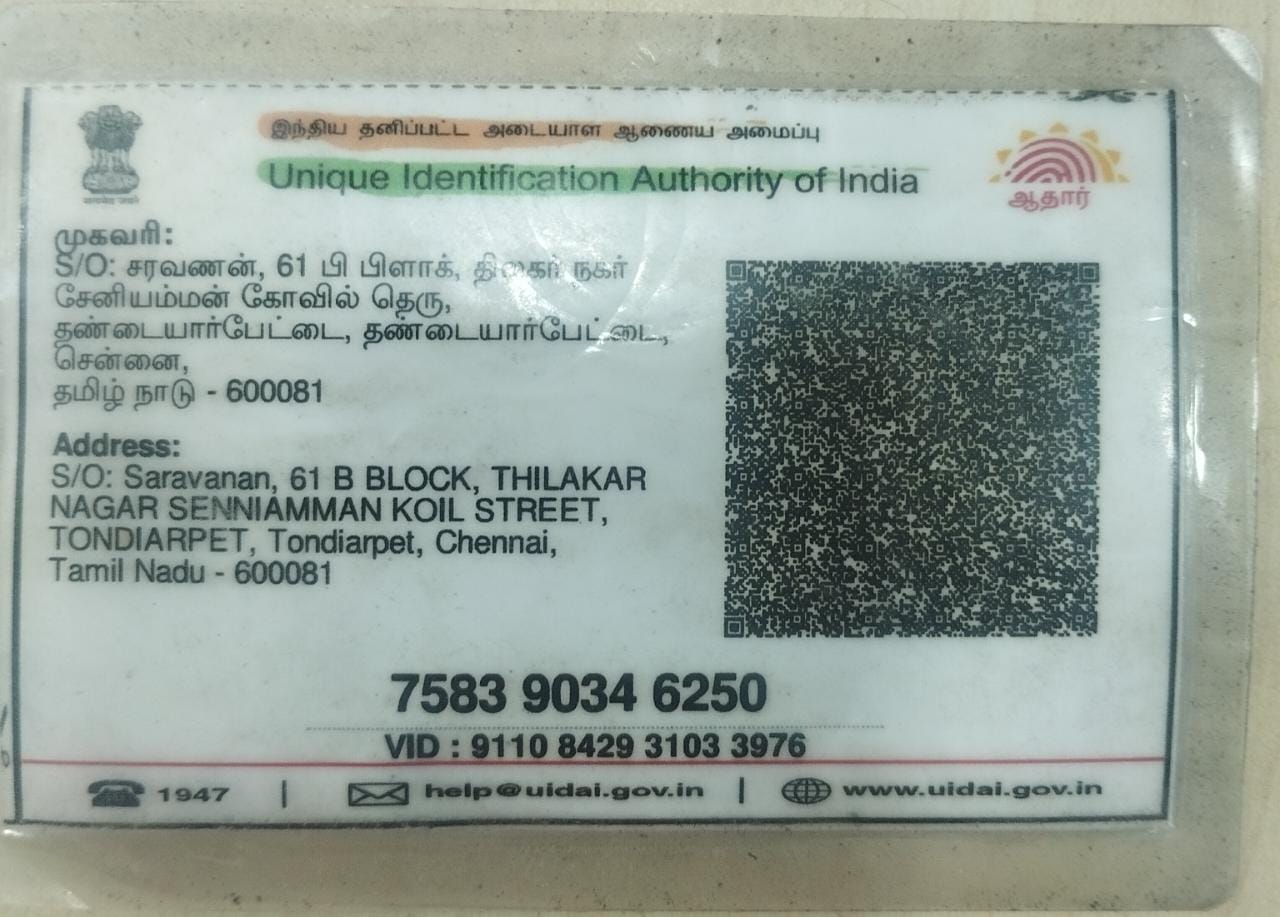 இந்திய தனிப்பட்ட அடையாள ஆணைய அமைப்பு
Unique Identification Authority of India
ஆதார்
முகவரி:
S/O: சரவணன், 61 பி பிளாக், திலகர் நகர்
சேனியம்மன் கோவில் தெரு,
தண்டையார்பேட்டை, தண்டையார்பேட்டை,
சென்னை,
தமிழ் நாடு - 600081
Address:
S/O: Saravanan, 61 B BLOCK, THILAKAR
NAGAR SENNIAMMAN KOIL STREET,
TONDIARPET, Tondiarpet, Chennai,
Tamil Nadu - 600081
7583 9034 6250
VID : 9110 8429 3103 3976
1947 | help@uidai.gov.in | www.uidai.gov.in